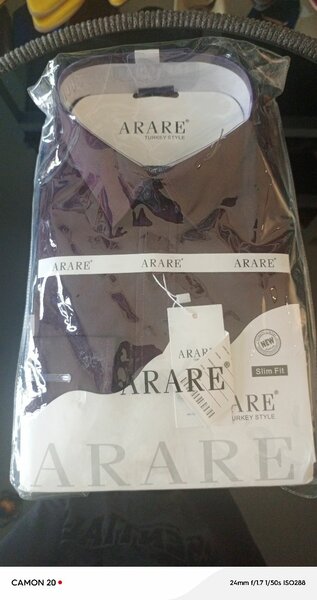 ARARE®
TURKEY STYLE
ARARE® ARARE® ARARE®
ARARE
NEW
Slim Fit
ARARE®
ARE®
TURKEY STYLE
ARARE
CAMON 20
24mm f/1.7 1/50s ISO288